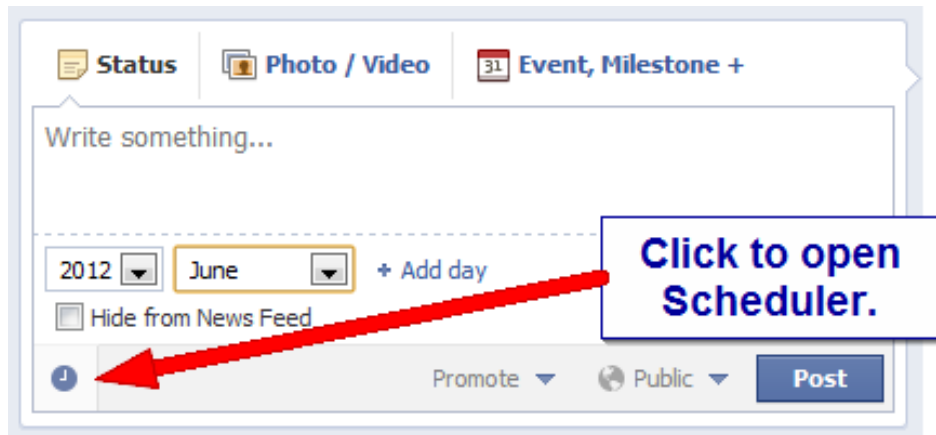 Status Photo / Video 31 Event, Milestone +
Write something...
2012 June + Add day
Hide from News Feed
Click to open
Scheduler.
Promote Public Post